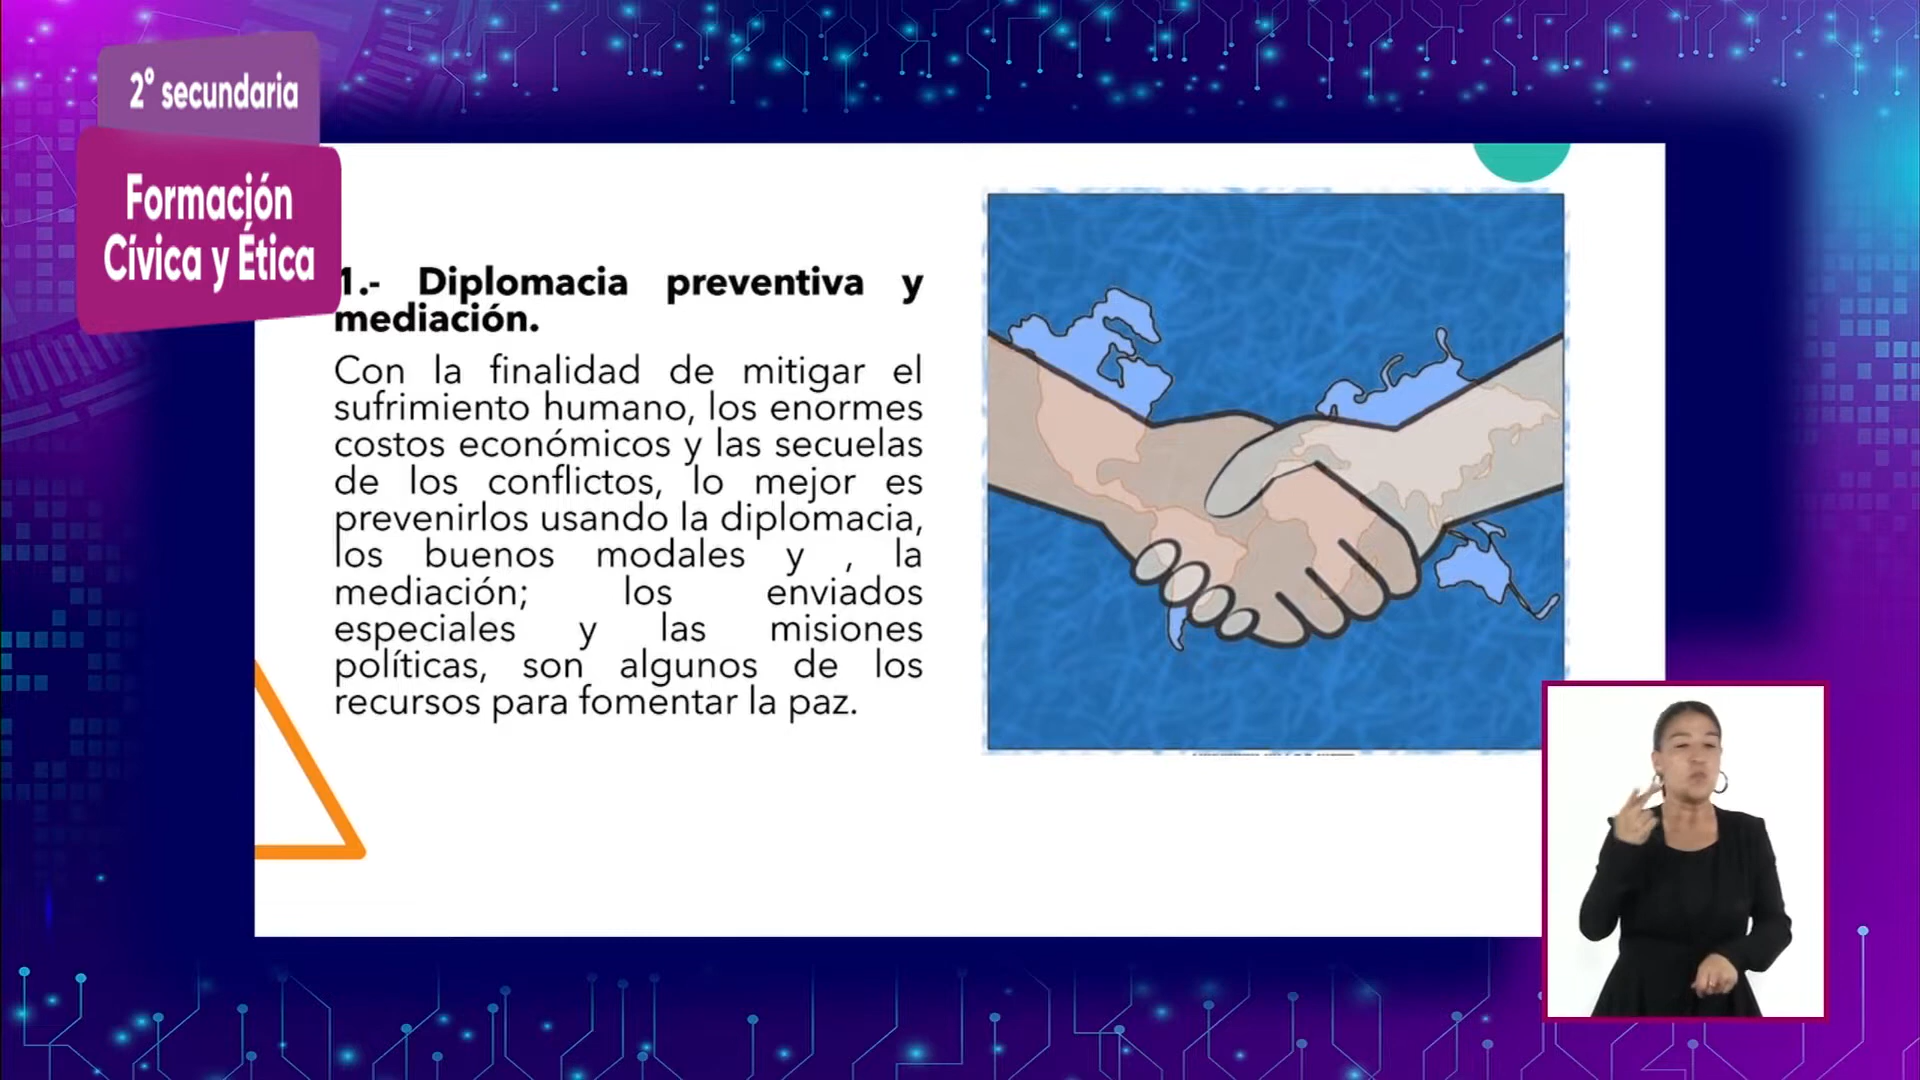 2° secundaria
Formación
Cívica y Ética
1.- Diplomacia preventiva y
mediación.
Con la finalidad de mitigar el
sufrimiento humano, los enormes
costos económicos y las secuelas
de los conflictos, lo mejor es
prevenirlos usando la diplomacia,
los buenos modales y , la
mediación; los enviados
especiales y las misiones
políticas, son algunos de los
recursos para fomentar la paz.